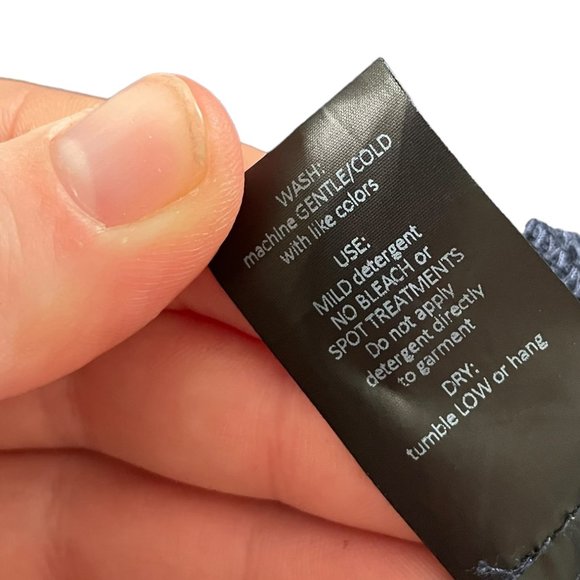 WASH:
machine GENTLE/COLD
with like colors
USE:
MILD detergent
NO BLEACH or
SPOT TREATMENTS
Do not apply
detergent directly
to garment
DRY:
tumble LOW or hang